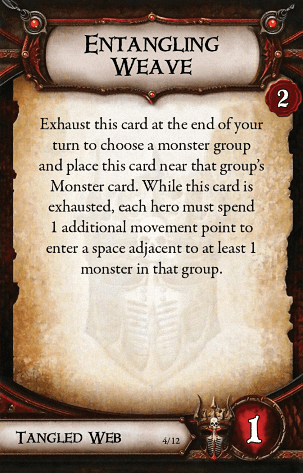 Entangling
Weave
2
Exhaust this card at the end of your
turn to choose a monster group
and place this card near that group's
Monster card. While this card is
exhausted, each hero must spend
1 additional movement point to
enter a space adjacent to at least 1
monster in that group.
Tangled Web
4/12
1